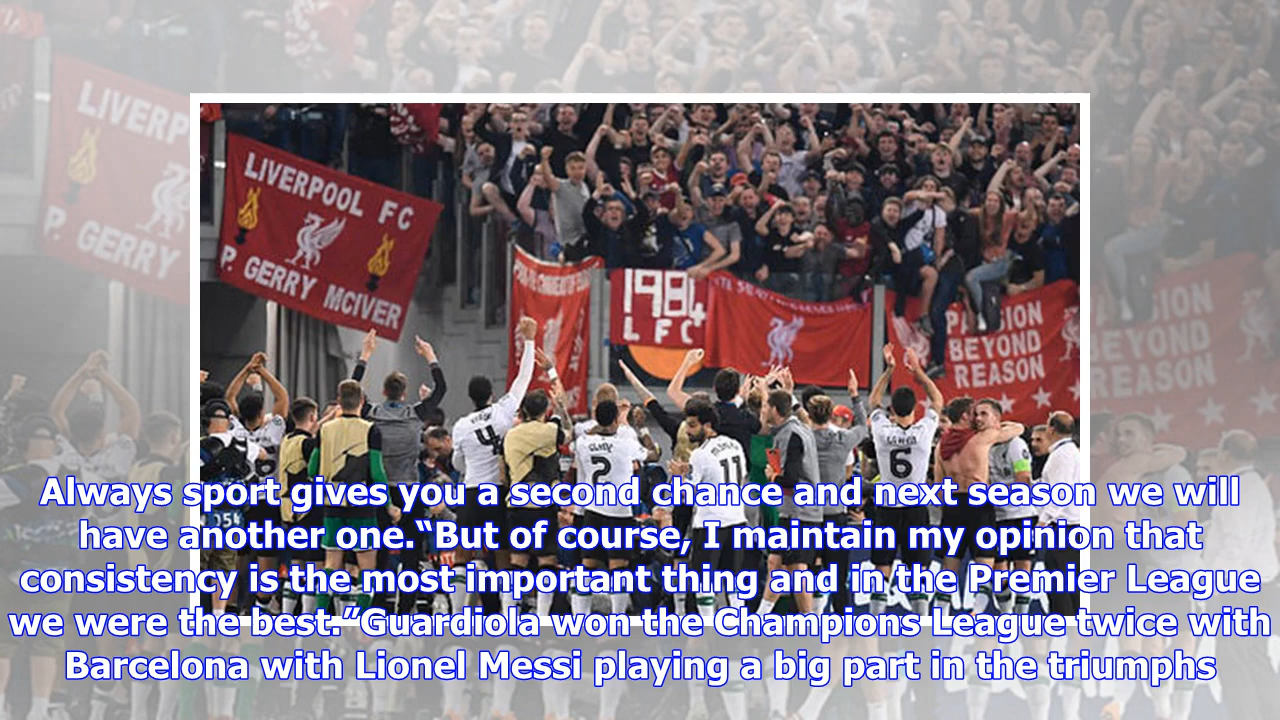 LIVERP
P. GERRY
LIVERPOOL FC
P. GERRY MCIVER
1984
LFC
PASSION
BEYOND
REASON
BEYOND
REASON
4
2
11
6
Always sport gives you a second chance and next season we will
have another one.“But of course, I maintain my opinion that
consistency is the most important thing and in the Premier League
we were the best.”Guardiola won the Champions League twice with
Barcelona with Lionel Messi playing a big part in the triumphs